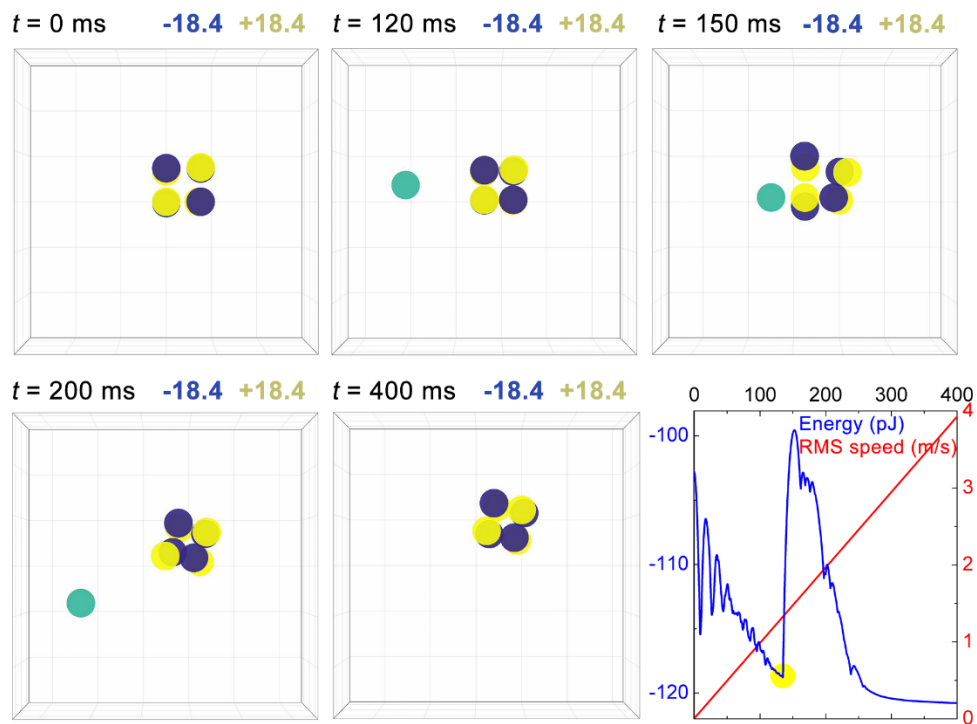 t = 0 ms -18.4 +18.4
t = 120 ms -18.4 +18.4
t = 150 ms -18.4 +18.4
t = 200 ms -18.4 +18.4
t = 400 ms -18.4 +18.4
0 100 200 300 400
Energy (pJ)
RMS speed (m/s)
-100
-110
-120
4
3
2
1
0